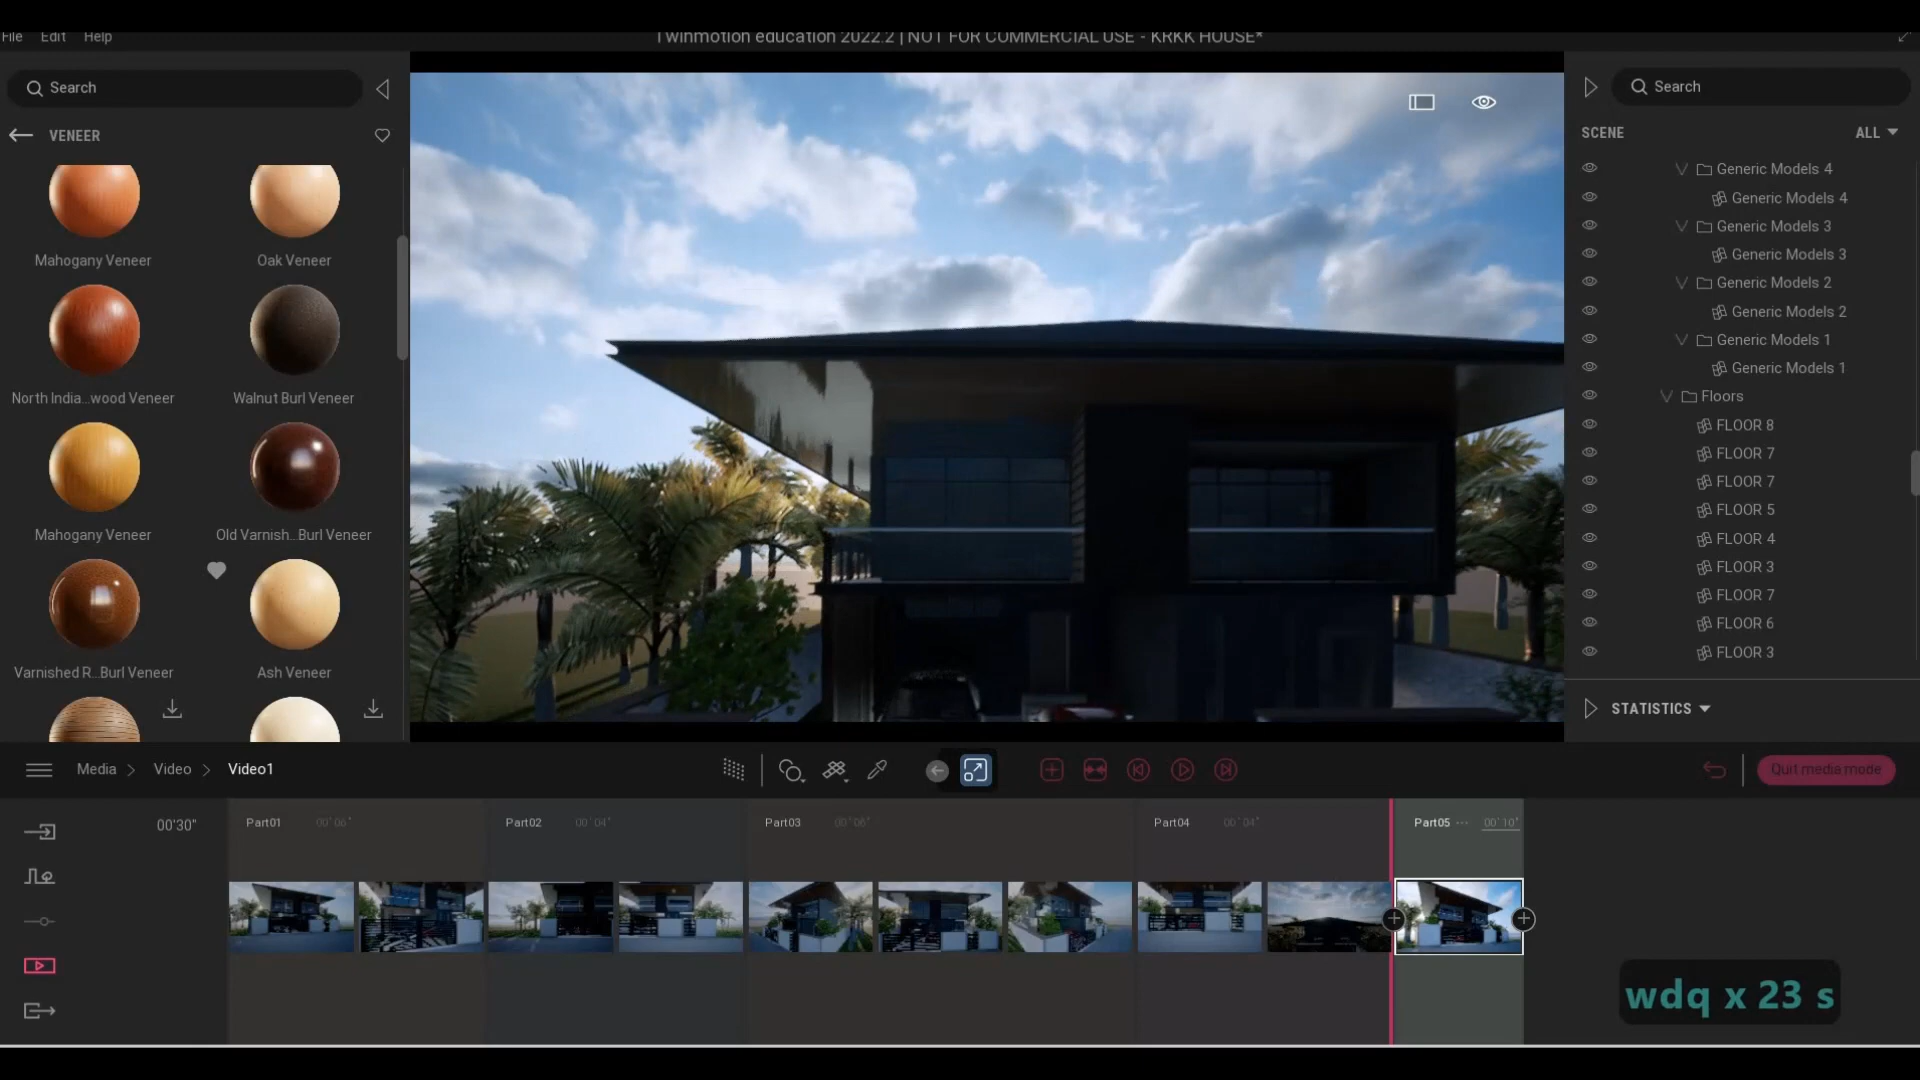 File Edit Help
Twinmotion education 2022.2 | NOT FOR COMMERCIAL USE - KRKK HOUSE*
Search
VENEER
Mahogany Veneer
Oak Veneer
North India...wood Veneer
Walnut Burl Veneer
Mahogany Veneer
Old Varnish...Burl Veneer
Varnished R...Burl Veneer
Ash Veneer
Search
SCENE
ALL
Generic Models 4
Generic Models 4
Generic Models 3
Generic Models 3
Generic Models 2
Generic Models 2
Generic Models 1
Generic Models 1
Floors
FLOOR 8
FLOOR 7
FLOOR 7
FLOOR 5
FLOOR 4
FLOOR 3
FLOOR 7
FLOOR 6
FLOOR 3
STATISTICS
Media Video Video1
Quit media mode
00'30"
Part01 00'06"
Part02 00'04"
Part03 00'06"
Part04 00'04"
Part05 ... 00'10"
wdq x 23 s